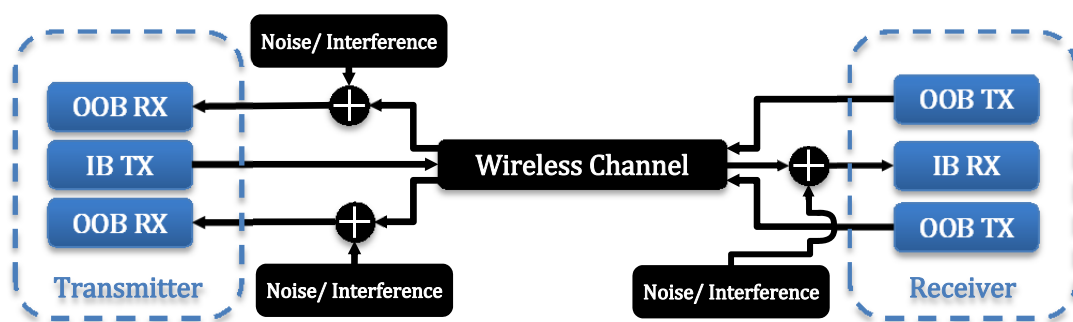 Noise/ Interference
OOB RX
IB TX
OOB RX
Transmitter
Noise/ Interference
Wireless Channel
OOB TX
IB RX
OOB TX
Noise/ Interference
Receiver